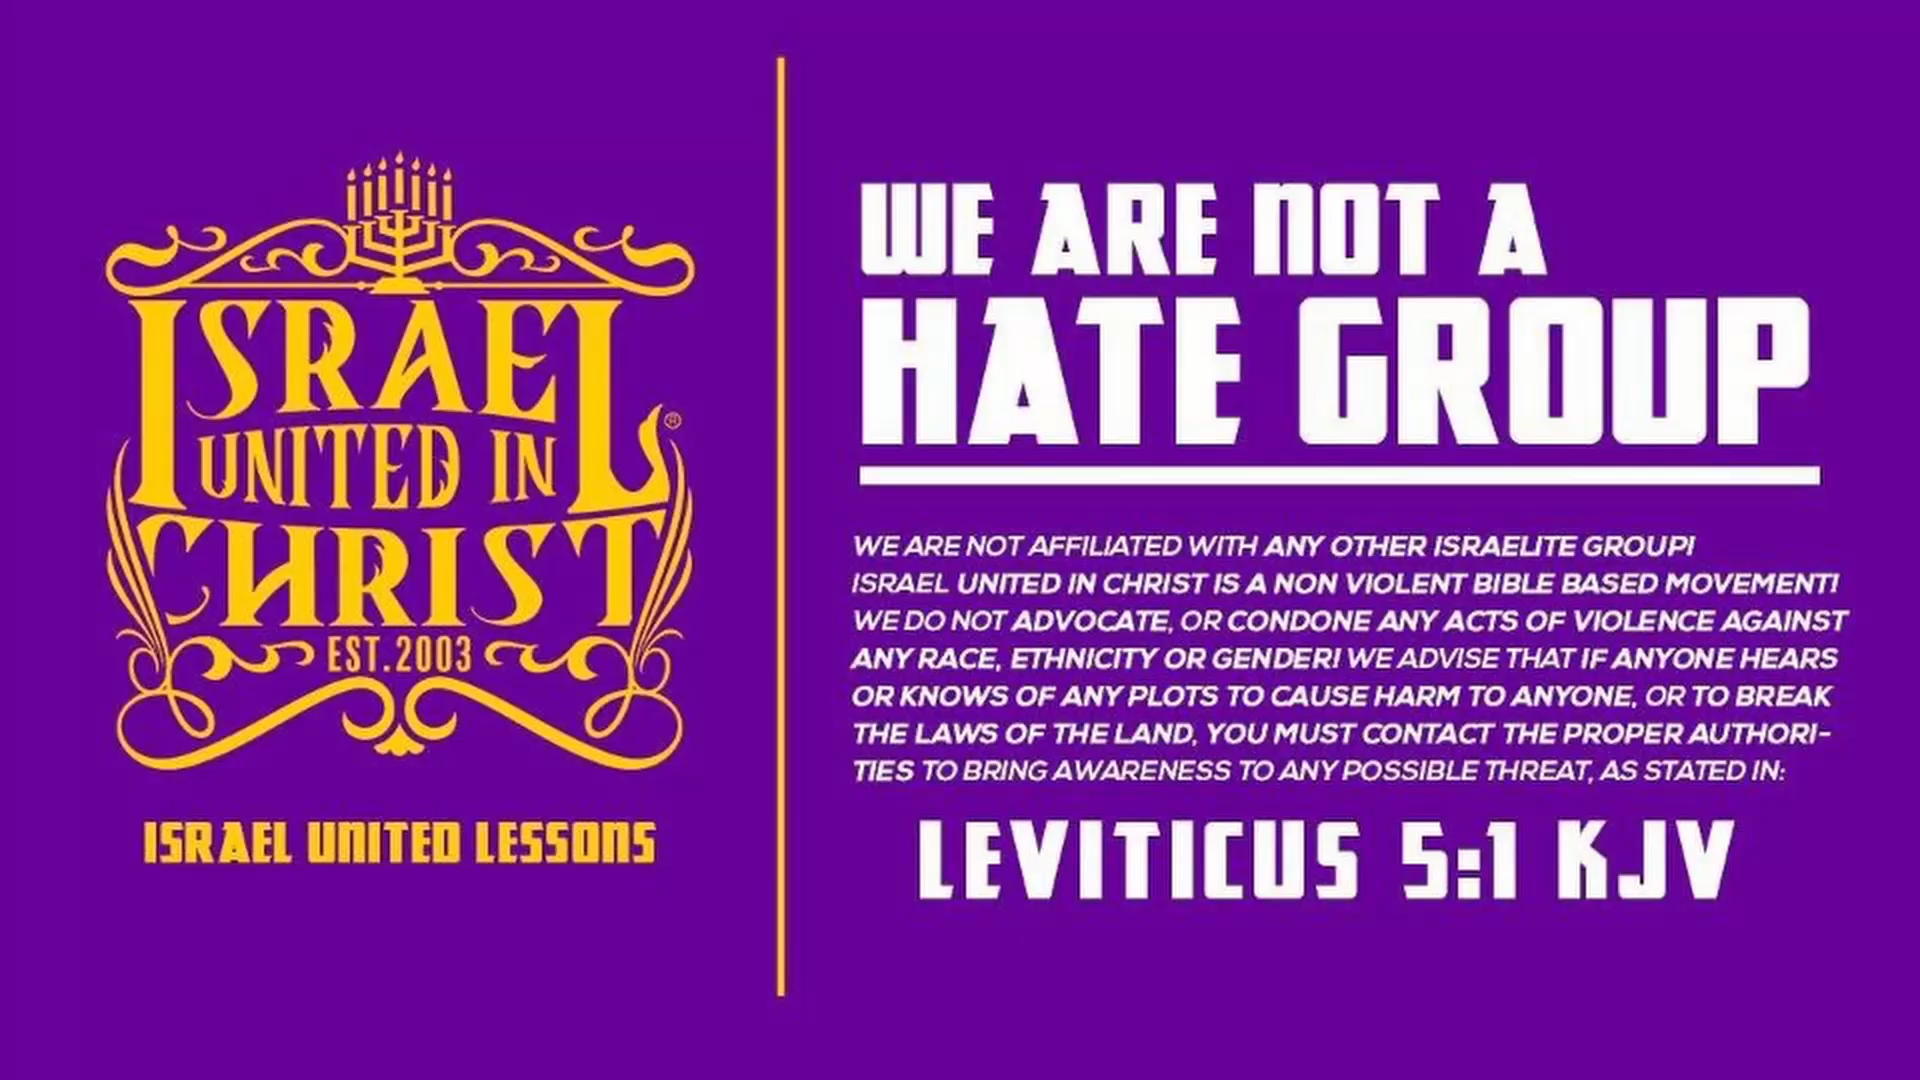 ISRAEL
UNITED IN
CHRIST
®
EST.2003
ISRAEL UNITED LESSONS
WE ARE NOT A
HATE GROUP
WE ARE NOT AFFILIATED WITH ANY OTHER ISRAELITE GROUP!
ISRAEL UNITED IN CHRIST IS A NON VIOLENT BIBLE BASED MOVEMENT!
WE DO NOT ADVOCATE, OR CONDONE ANY ACTS OF VIOLENCE AGAINST
ANY RACE, ETHNICITY OR GENDER! WE ADVISE THAT IF ANYONE HEARS
OR KNOWS OF ANY PLOTS TO CAUSE HARM TO ANYONE, OR TO BREAK
THE LAWS OF THE LAND, YOU MUST CONTACT THE PROPER AUTHORI-
TIES TO BRING AWARENESS TO ANY POSSIBLE THREAT, AS STATED IN:
LEVITICUS 5:1 KJV